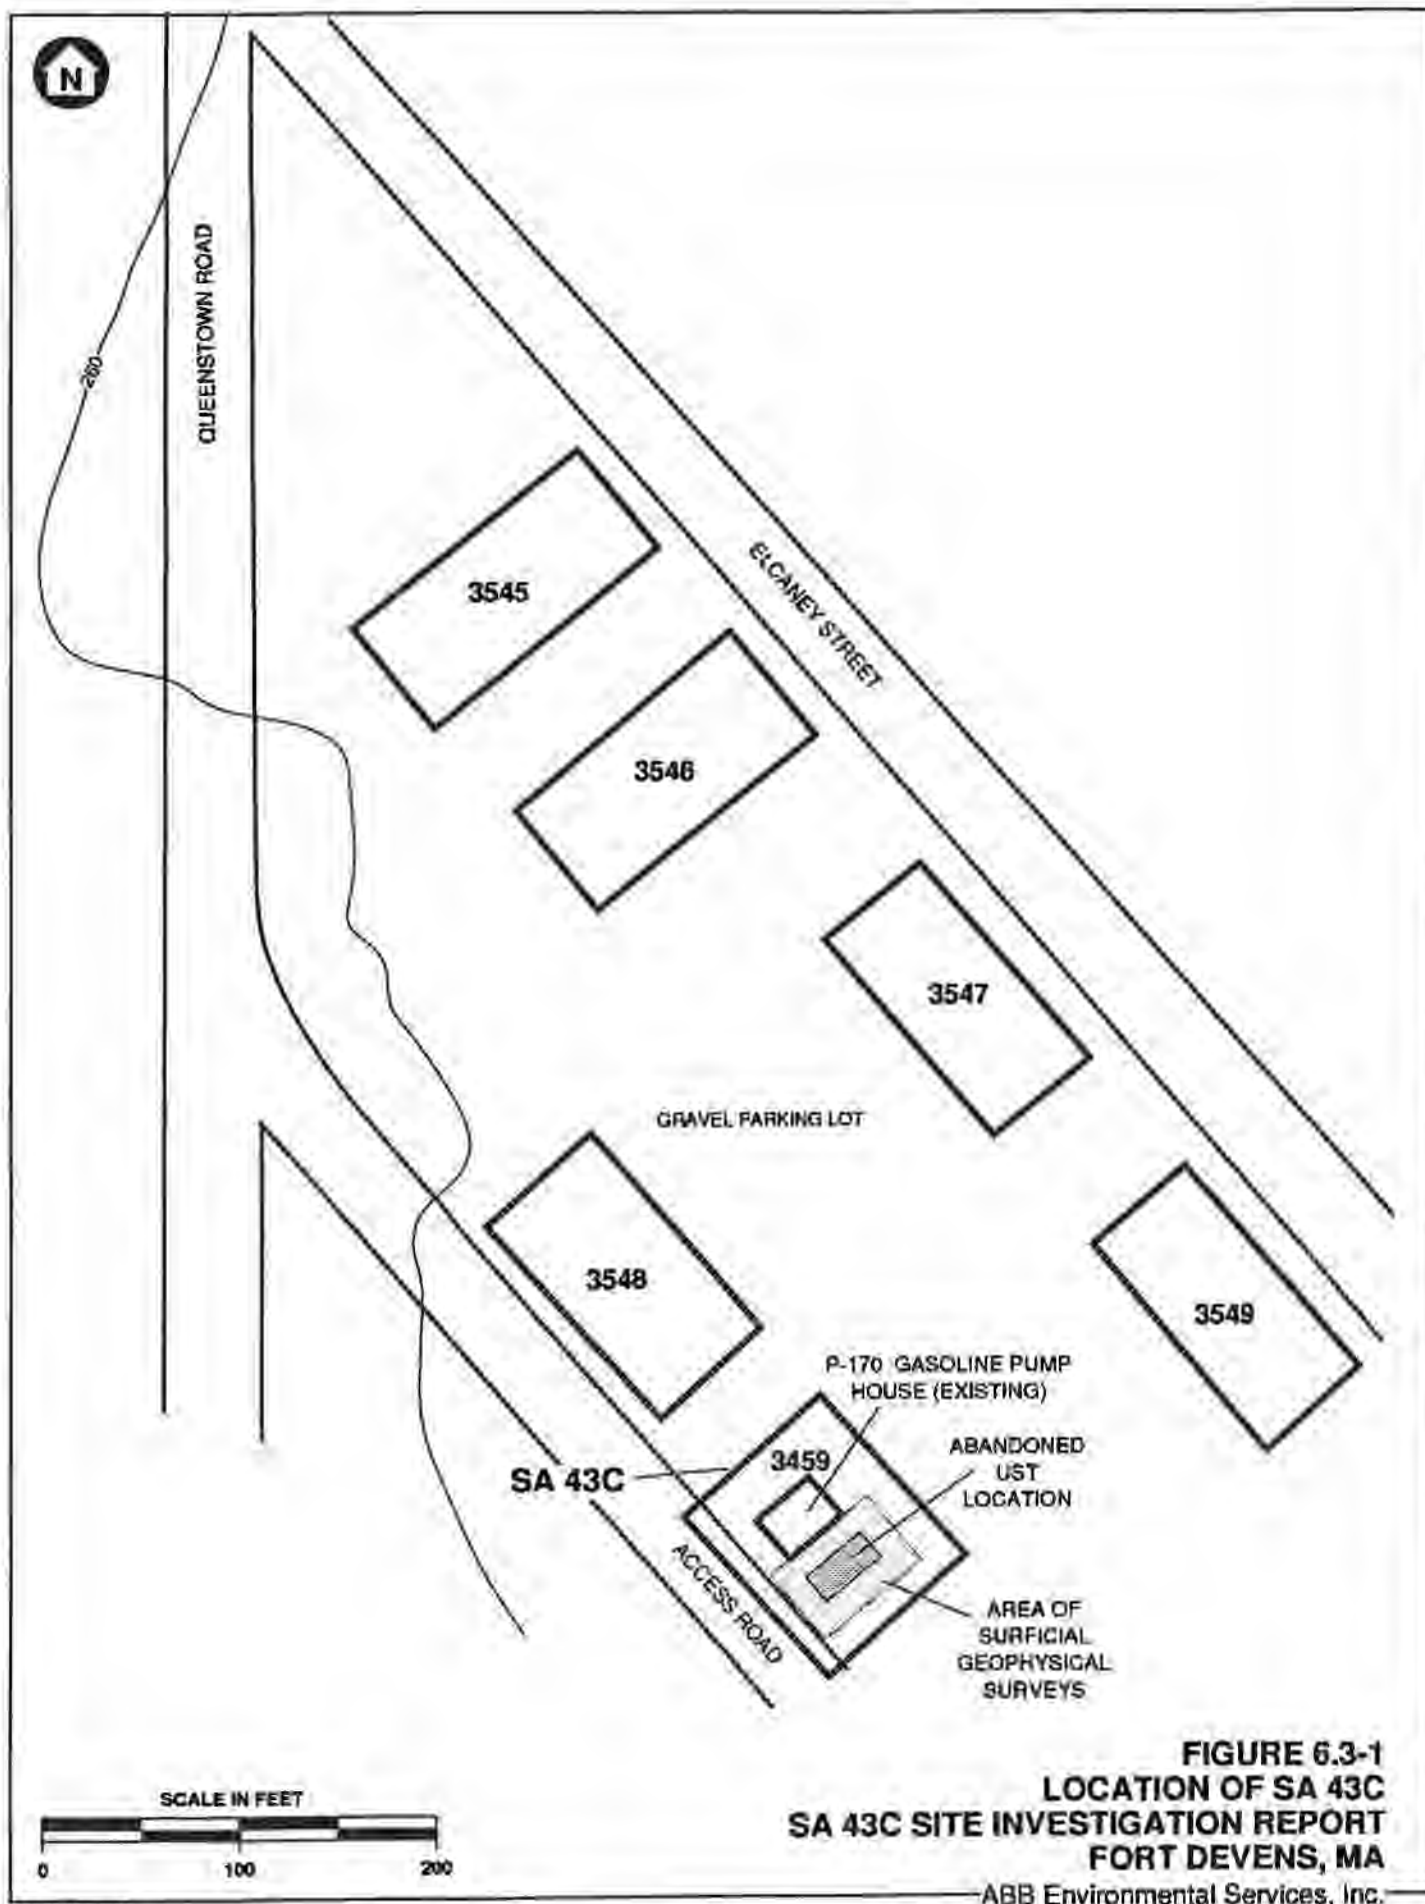 N
QUEENSTOWN ROAD
260
3545
ELCANEY STREET
3546
3547
GRAVEL PARKING LOT
3548
3549
P-170 GASOLINE PUMP
HOUSE (EXISTING)
ABANDONED
UST
LOCATION
3459
SA 43C
ACCESS ROAD
AREA OF
SURFICIAL
GEOPHYSICAL
SURVEYS
FIGURE 6.3-1
LOCATION OF SA 43C
SA 43C SITE INVESTIGATION REPORT
FORT DEVENS, MA
SCALE IN FEET
0 100 200
ABB Environmental Services, Inc.